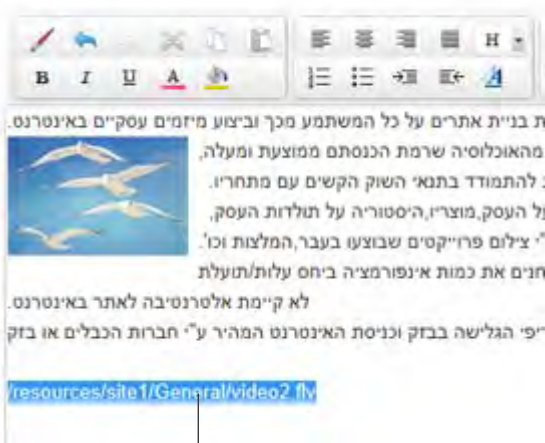 H
B I U A A
ת בניית אתרים על כל המשתמע מכך וביצוע מיזמים עסקיים באינטרנט.
מהאוכלוסיה שרמת הכנסתם ממוצעת ומעלה,
להתמודד בתנאי השוק הקשים עם מתחריו.
על העסק,מוצריו,היסטוריה על תולדות העסק,
י צילום פרוייקטים שבוצעו בעבר,המלצות וכו'.
חנים את כמות אינפורמציה ביחס עלות/תועלת
לא קיימת אלטרנטיבה לאתר באינטרנט.
ריפי הגלישה בבזק וכניסת האינטרנט המהיר ע"י חברות הכבלים או בזק
/resources/site1/General/video2.flv